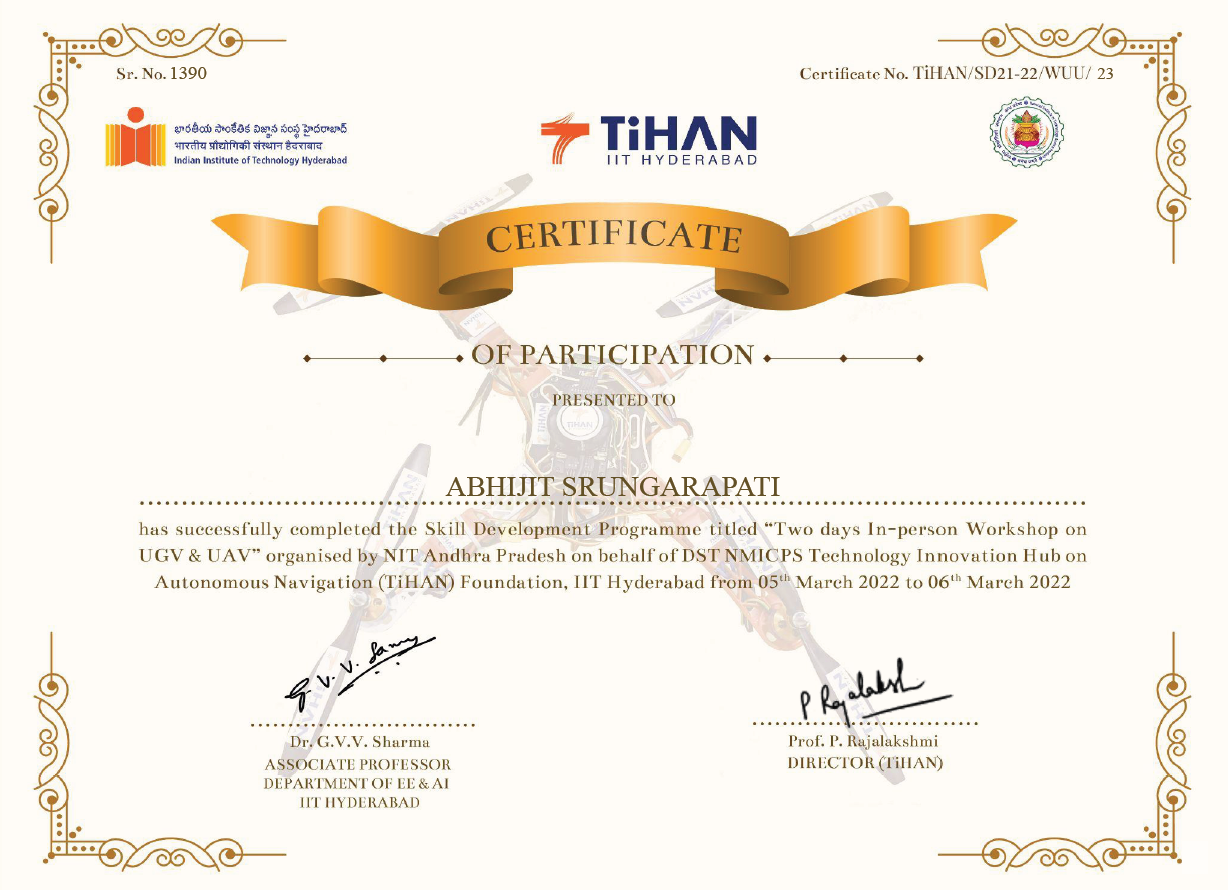 Sr. No. 1390
Certificate No. TiHAN/SD21-22/WUU/ 23
భారతీయ సాంకేతిక విజ్ఞాన సంస్థ హైదరాబాద్
भारतीय प्रौद्योगिकी संस्थान हैदराबाद
Indian Institute of Technology Hyderabad
TiHAN
IIT HYDERABAD
CERTIFICATE
OF PARTICIPATION
PRESENTED TO
ABHIJIT SRUNGARAPATI
has successfully completed the Skill Development Programme titled “Two days In-person Workshop on
UGV & UAV” organised by NIT Andhra Pradesh on behalf of DST NMICPS Technology Innovation Hub on
Autonomous Navigation (TiHAN) Foundation, IIT Hyderabad from 05th March 2022 to 06th March 2022
G. V. V. Sarma
P Rajalakshmi
Dr. G.V.V. Sharma
ASSOCIATE PROFESSOR
DEPARTMENT OF EE & AI
IIT HYDERABAD
Prof. P. Rajalakshmi
DIRECTOR (TiHAN)